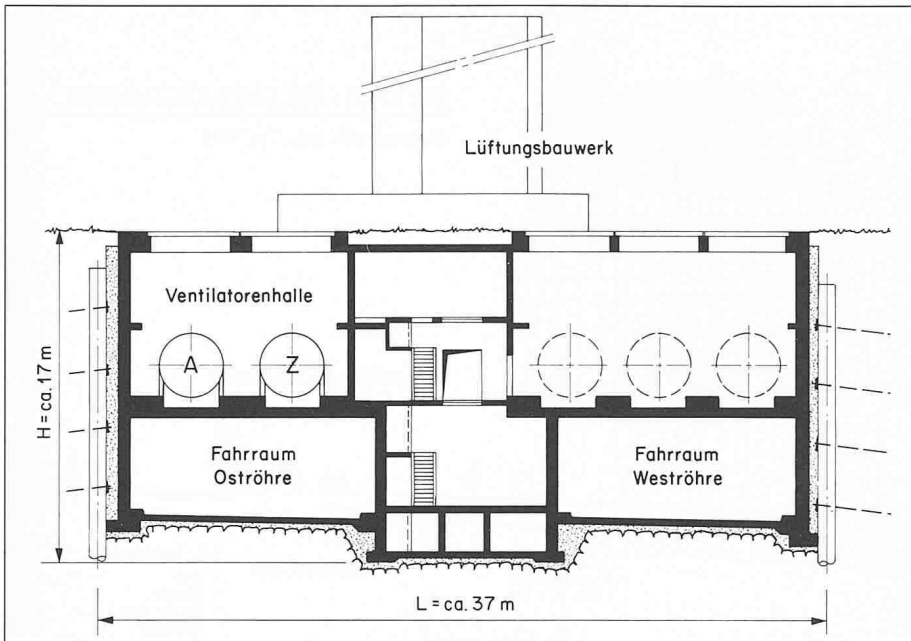 Lüftungsbauwerk
Ventilatorenhalle
A
Z
H = ca. 17 m
Fahrraum
Oströhre
Fahrraum
Weströhre
L = ca. 37 m